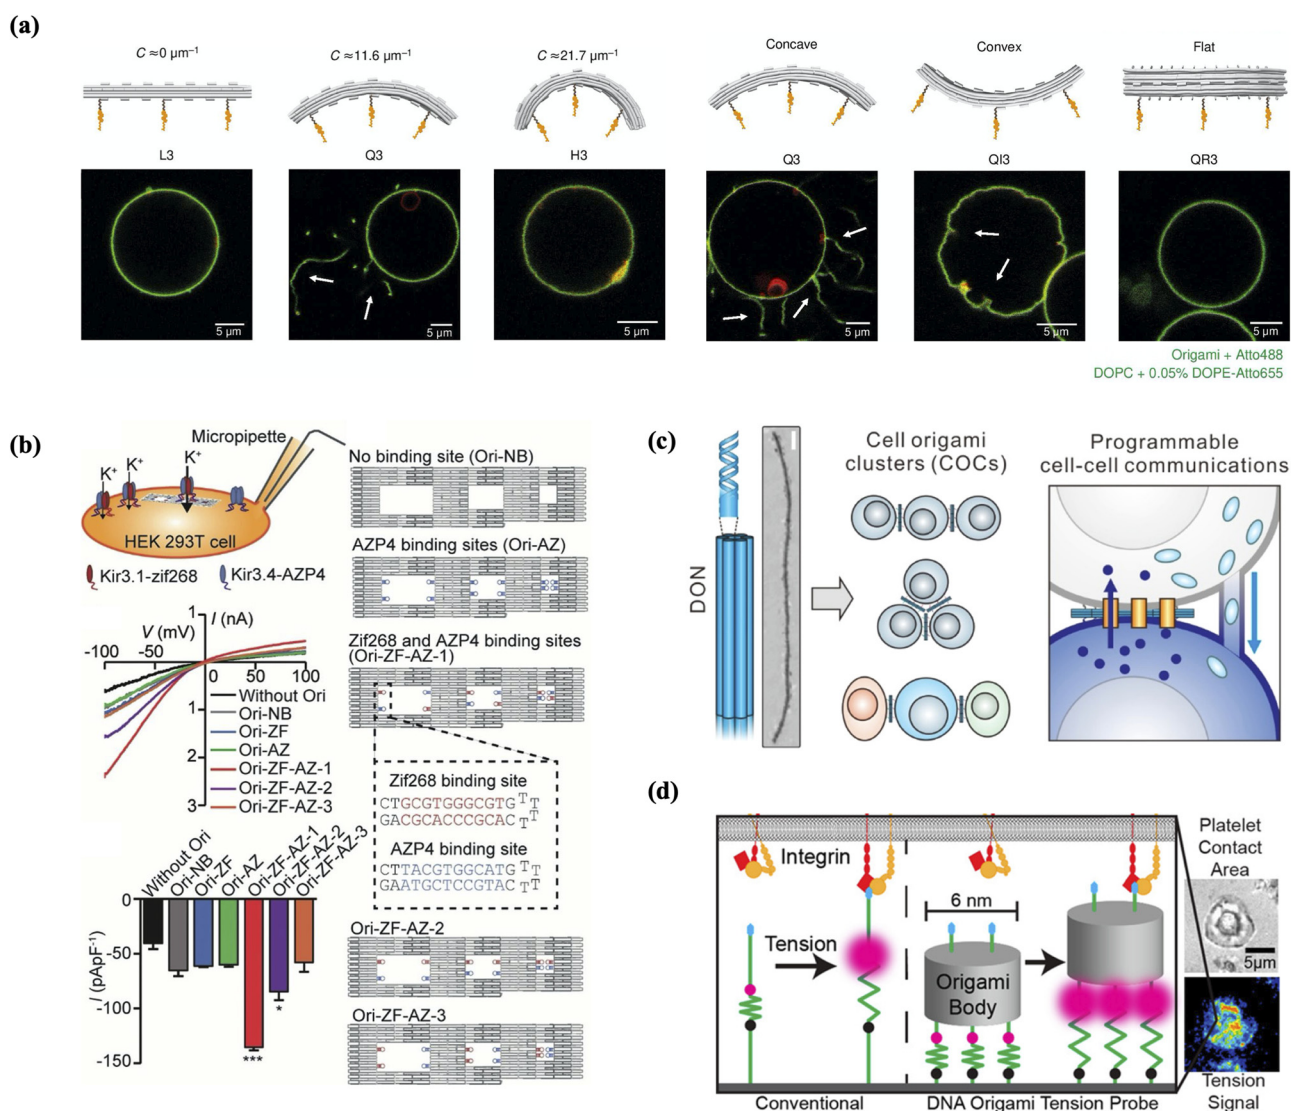 (a)
C ≈0 μm⁻¹
C ≈11.6 μm⁻¹
C ≈21.7 μm⁻¹
Concave
Convex
Flat
L3
Q3
H3
Q3
QI3
QR3
5 μm
5 μm
5 μm
5 μm
5 μm
5 μm
Origami + Atto488
DOPC + 0.05% DOPE-Atto655
(b)
Micropipette
K⁺
K⁺
K⁺
HEK 293T cell
Kir3.1-zif268
Kir3.4-AZP4
No binding site (Ori-NB)
AZP4 binding sites (Ori-AZ)
Zif268 and AZP4 binding sites
(Ori-ZF-AZ-1)
1
I (nA)
V (mV)
-100
-50
0
50
100
1
2
3
Without Ori
Ori-NB
Ori-ZF
Ori-AZ
Ori-ZF-AZ-1
Ori-ZF-AZ-2
Ori-ZF-AZ-3
Zif268 binding site
CTGCGTGGGCGTGTT
GACGCACCCGCACTT
AZP4 binding site
CTTACGTGGCATGTT
GAATGCTCCGTACTT
Ori-ZF-AZ-2
Ori-ZF-AZ-3
Without Ori
Ori-NB
Ori-ZF
Ori-AZ
Ori-ZF-AZ-1
Ori-ZF-AZ-2
Ori-ZF-AZ-3
0
-50
-100
-150
I (pApF⁻¹)
***
*
(c)
DON
Cell origami
clusters (COCs)
Programmable
cell-cell communications
(d)
Integrin
Tension
6 nm
Origami
Body
Conventional
DNA Origami Tension Probe
Platelet
Contact
Area
5μm
Tension
Signal